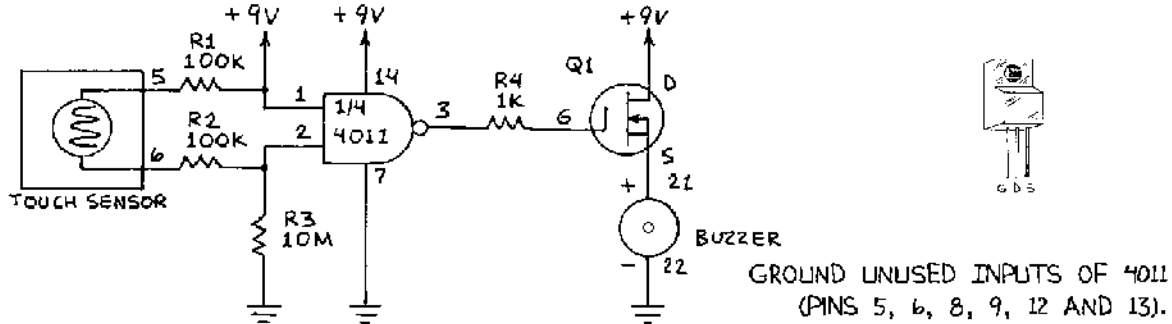 +9V
+9V
+9V
R1
100K
5
14
Q1
D
R4
1K
1
1/4
4011
3
G
R2
100K
2
6
7
S
TOUCH SENSOR
+
21
R3
10M
BUZZER
-
22
G D S
GROUND UNUSED INPUTS OF 4011
(PINS 5, 6, 8, 9, 12 AND 13).